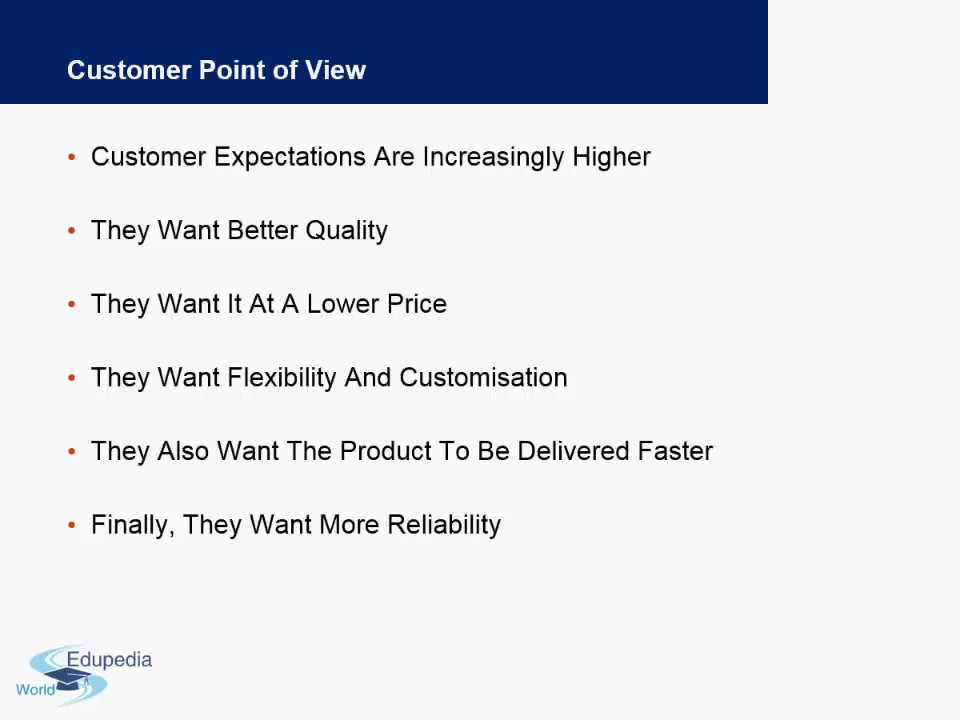 Customer Point of View
• Customer Expectations Are Increasingly Higher
• They Want Better Quality
• They Want It At A Lower Price
• They Want Flexibility And Customisation
• They Also Want The Product To Be Delivered Faster
• Finally, They Want More Reliability
Edupedia
World